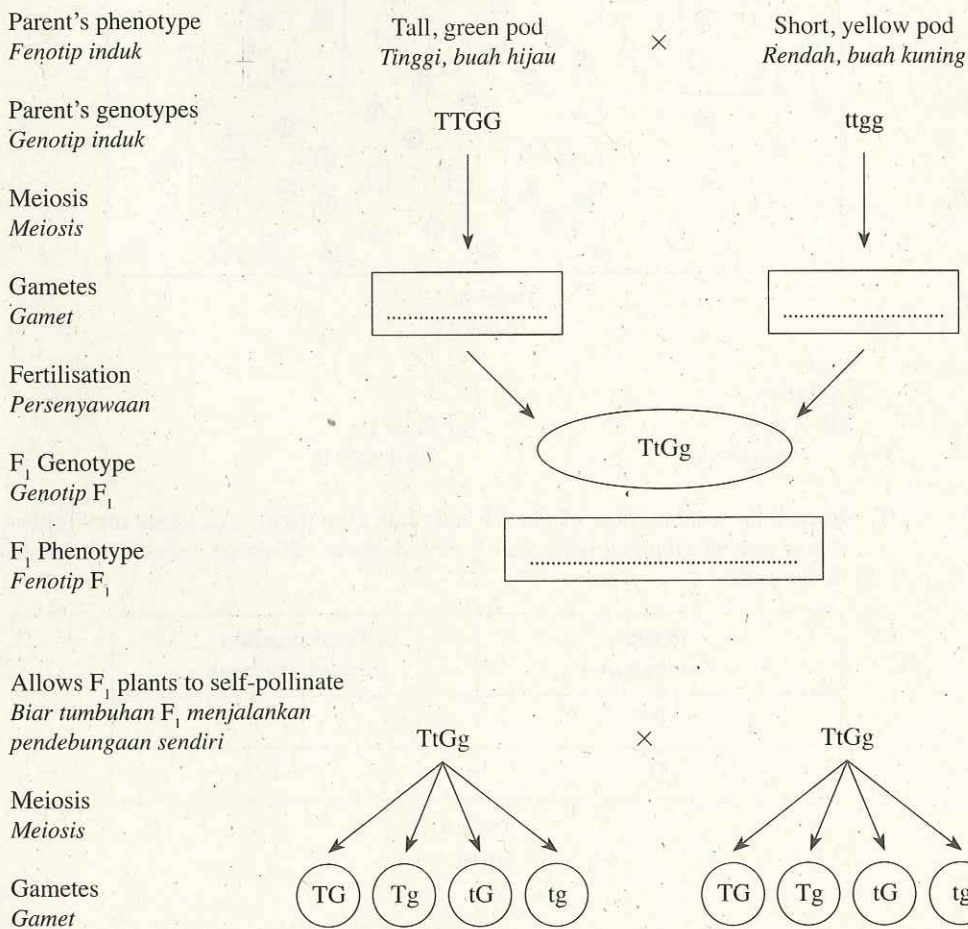 Parent's phenotype
Fenotip induk
Tall, green pod
Tinggi, buah hijau
×
Short, yellow pod
Rendah, buah kuning
Parent's genotypes
Genotip induk
TTGG
ttgg
Meiosis
Meiosis
Gametes
Gamet
................................
................................
Fertilisation
Persenyawaan
TtGg
F₁ Genotype
Genotip F₁
F₁ Phenotype
Fenotip F₁
......................................................
Allows F₁ plants to self-pollinate
Biar tumbuhan F₁ menjalankan
pendebungaan sendiri
TtGg
×
TtGg
Meiosis
Meiosis
Gametes
Gamet
TG Tg tG tg
TG Tg tG tg